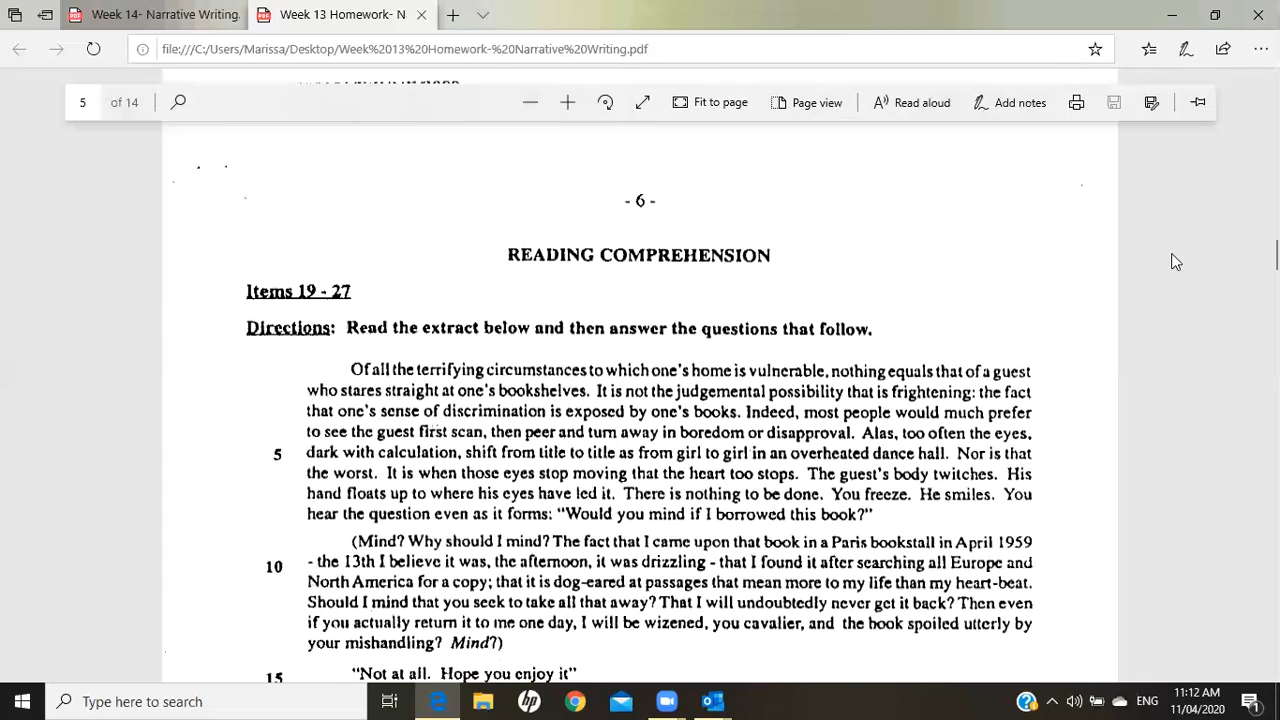 Week 14- Narrative Writing.
Week 13 Homework- N
file:///C:/Users/Marissa/Desktop/Week%2013%20Homework-%20Narrative%20Writing.pdf
5 of 14
Fit to page
Page view
Read aloud
Add notes
- 6 -
READING COMPREHENSION
Items 19 - 27
Directions: Read the extract below and then answer the questions that follow.
Of all the terrifying circumstances to which one's home is vulnerable, nothing equals that of a guest
who stares straight at one's bookshelves. It is not the judgemental possibility that is frightening: the fact
that one's sense of discrimination is exposed by one's books. Indeed, most people would much prefer
to see the guest first scan, then peer and turn away in boredom or disapproval. Alas, too often the eyes,
5 dark with calculation, shift from title to title as from girl to girl in an overheated dance hall. Nor is that
the worst. It is when those eyes stop moving that the heart too stops. The guest's body twitches. His
hand floats up to where his eyes have led it. There is nothing to be done. You freeze. He smiles. You
hear the question even as it forms: "Would you mind if I borrowed this book?"
(Mind? Why should I mind? The fact that I came upon that book in a Paris bookstall in April 1959
10 - the 13th I believe it was, the afternoon, it was drizzling - that I found it after searching all Europe and
North America for a copy; that it is dog-eared at passages that mean more to my life than my heart-beat.
Should I mind that you seek to take all that away? That I will undoubtedly never get it back? Then even
if you actually return it to me one day, I will be wizened, you cavalier, and the book spoiled utterly by
your mishandling? Mind?)
15 "Not at all. Hope you enjoy it"
Type here to search
hp
ENG
11:12 AM
11/04/2020
1